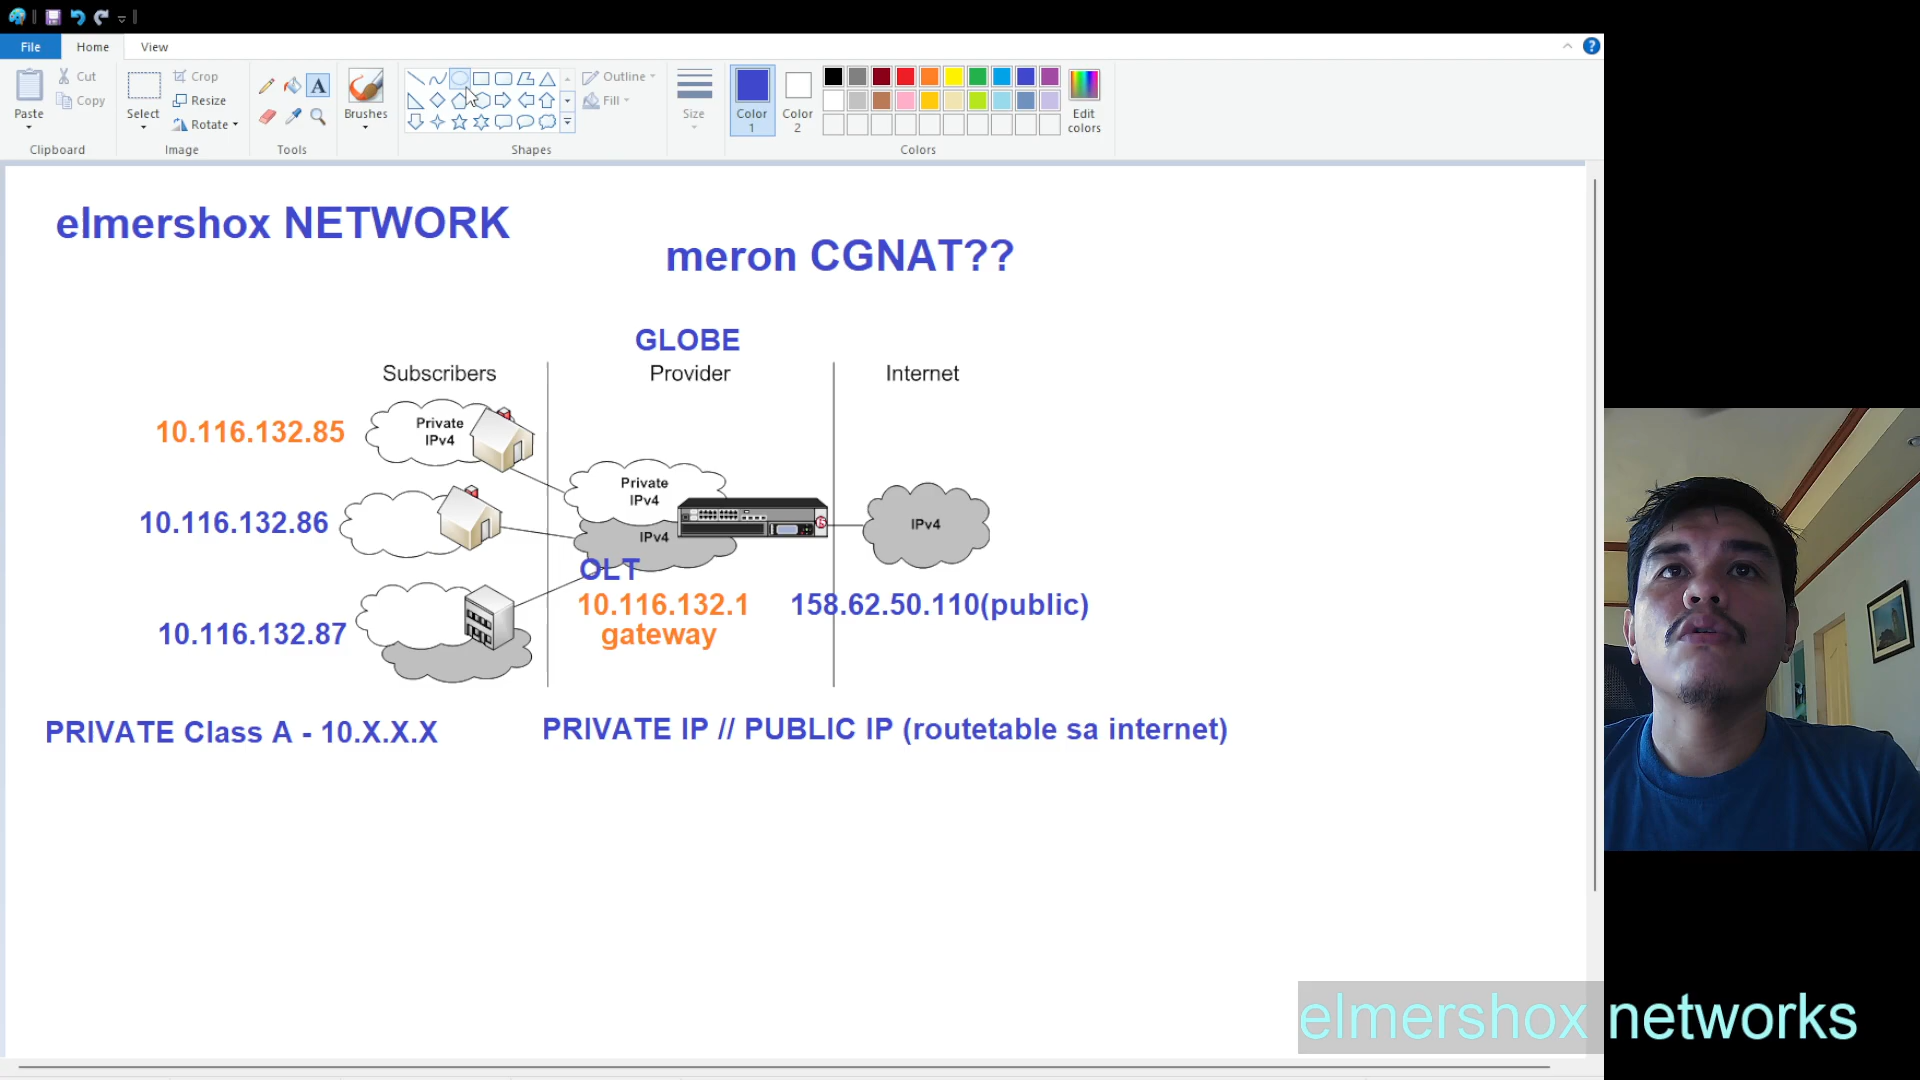 File
Home
View
Paste
Cut
Copy
Clipboard
Select
Crop
Resize
Rotate
Image
A
Tools
Brushes
Shapes
Outline
Fill
Size
Color
1
Color
2
Edit
colors
Colors
elmershox NETWORK
meron CGNAT??
GLOBE
Subscribers
Provider
Internet
10.116.132.85
Private
IPv4
Private
IPv4
10.116.132.86
IPv4
IPv4
OLT
10.116.132.1
gateway
158.62.50.110(public)
10.116.132.87
PRIVATE Class A - 10.X.X.X
PRIVATE IP // PUBLIC IP (routetable sa internet)
elmershox networks